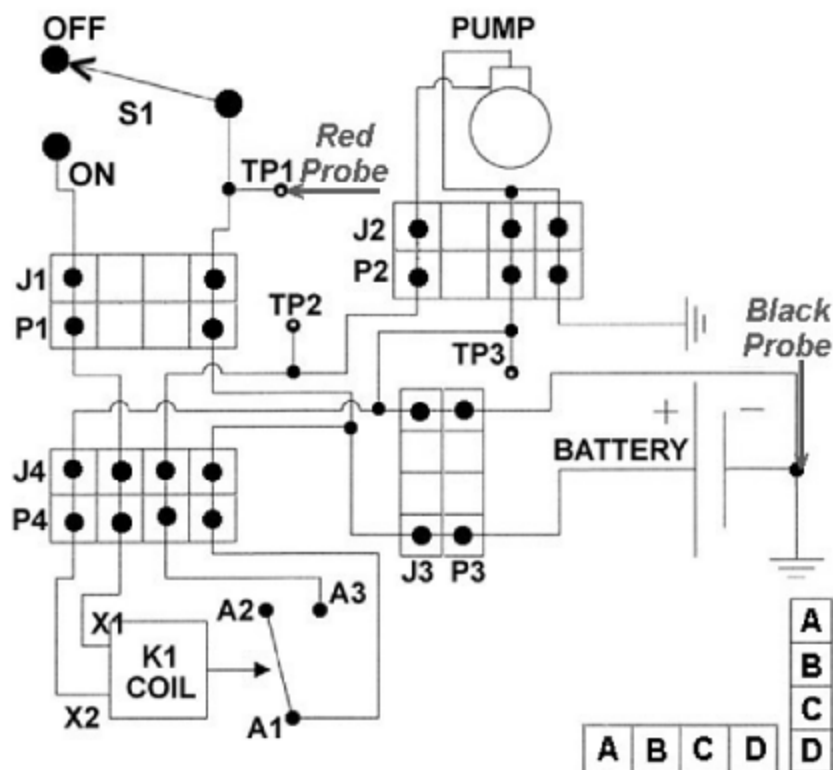 OFF
PUMP
S1
Red
Probe
TP1
ON
J2
P2
J1
P1
TP2
Black
Probe
TP3
+
−
BATTERY
J4
P4
J3
P3
X1
A2
A3
K1
COIL
X2
A1
A
B
C
D
A B C D